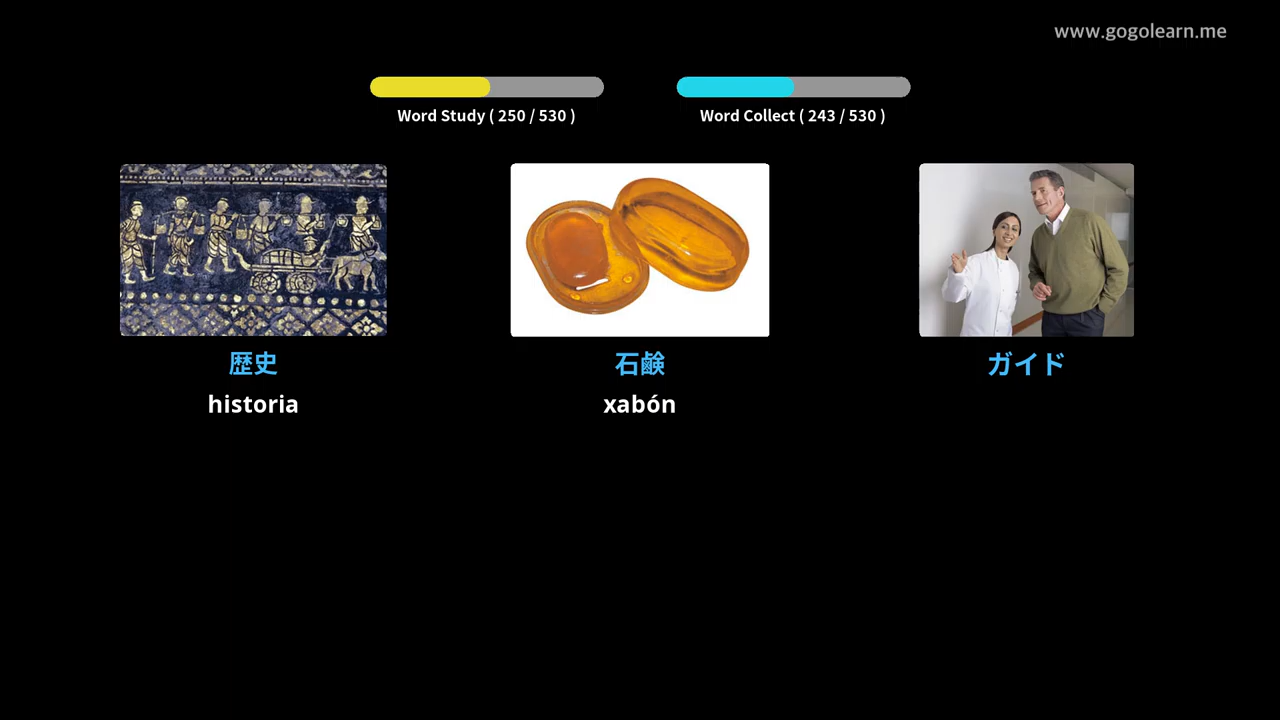 www.gogolearn.me
Word Study ( 250 / 530 )
Word Collect ( 243 / 530 )
歴史
石鹸
ガイド
historia
xabón